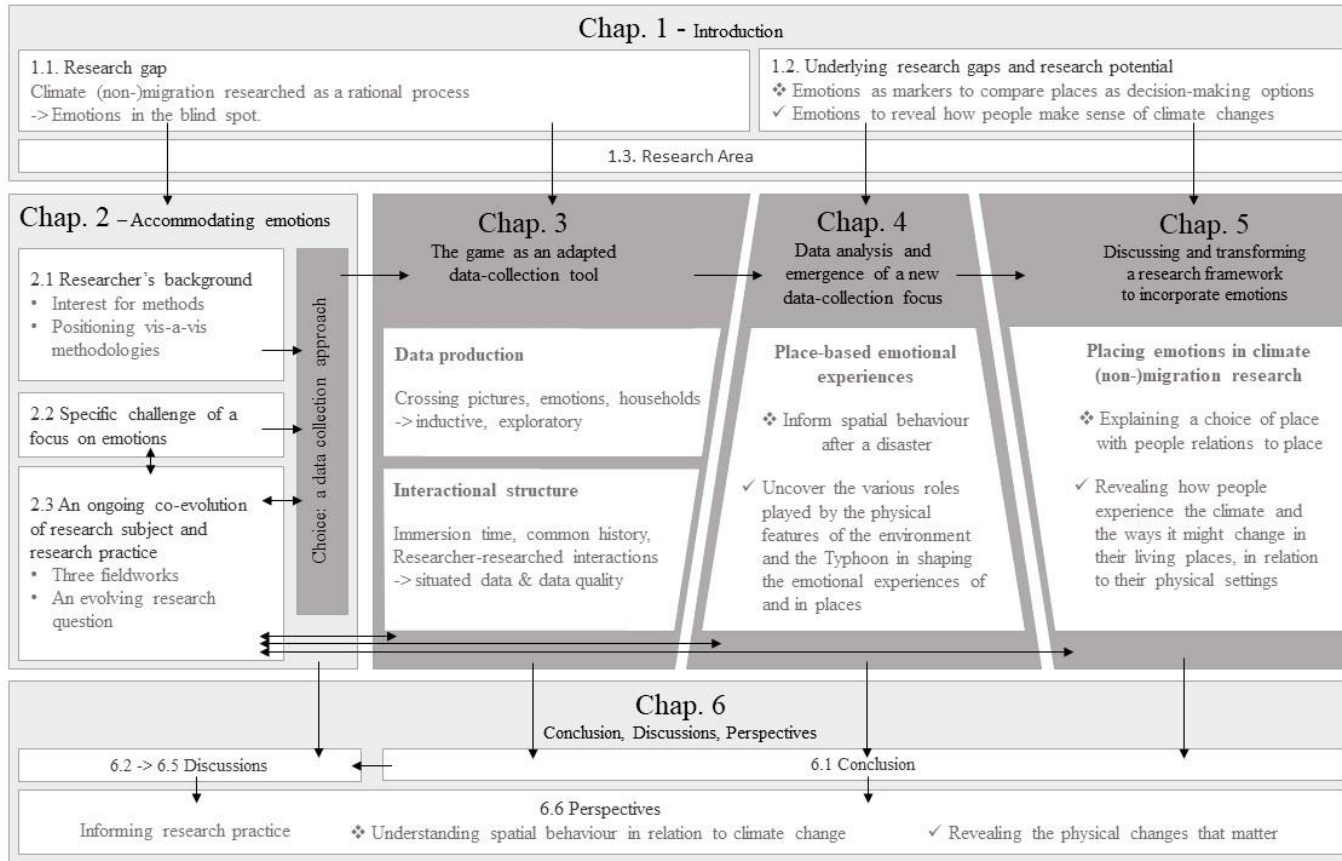 Chap. 1 - Introduction
1.1. Research gap
Climate (non-)migration researched as a rational process
-> Emotions in the blind spot.
1.2. Underlying research gaps and research potential
❖ Emotions as markers to compare places as decision-making options
✓ Emotions to reveal how people make sense of climate changes
1.3. Research Area
Chap. 2 – Accommodating emotions
2.1 Researcher's background
• Interest for methods
• Positioning vis-a-vis
methodologies
2.2 Specific challenge of a
focus on emotions
2.3 An ongoing co-evolution
of research subject and
research practice
• Three fieldworks
• An evolving research
question
Choice: a data collection approach
Chap. 3
The game as an adapted
data-collection tool
Data production
Crossing pictures, emotions, households
-> inductive, exploratory
Interactional structure
Immersion time, common history,
Researcher-researched interactions
-> situated data & data quality
Chap. 4
Data analysis and
emergence of a new
data-collection focus
Place-based emotional
experiences
❖ Inform spatial behaviour
after a disaster
✓ Uncover the various roles
played by the physical
features of the environment
and the Typhoon in shaping
the emotional experiences of
and in places
Chap. 5
Discussing and transforming
a research framework
to incorporate emotions
Placing emotions in climate
(non-)migration research
❖ Explaining a choice of place
with people relations to place
✓ Revealing how people
experience the climate and
the ways it might change in
their living places, in relation
to their physical settings
Chap. 6
Conclusion, Discussions, Perspectives
6.2 -> 6.5 Discussions
6.1 Conclusion
6.6 Perspectives
Informing research practice
❖ Understanding spatial behaviour in relation to climate change
✓ Revealing the physical changes that matter